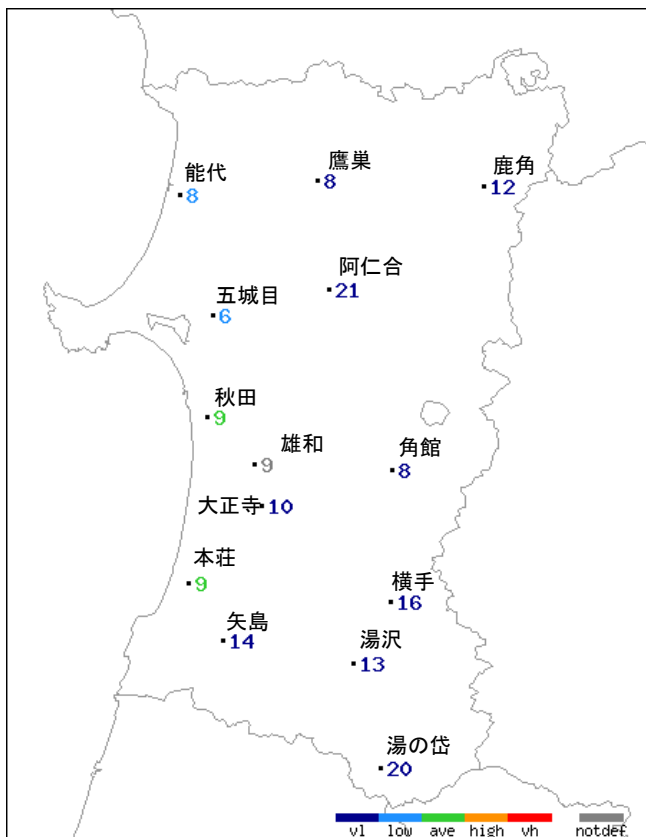 能代
8
鷹巣
8
鹿角
12
阿仁合
21
五城目
6
秋田
9
雄和
9
角館
8
大正寺
10
本荘
9
横手
16
矢島
14
湯沢
13
湯の岱
20
vl low ave high vh notdef